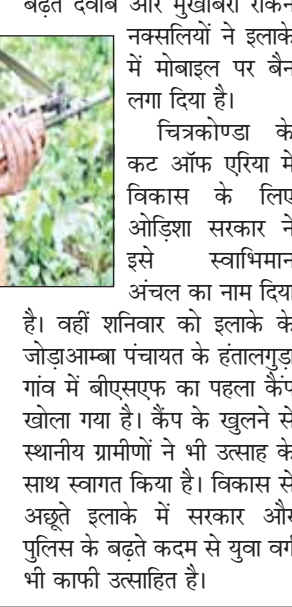 बढ़ते दबाव और मुखबिरी रोकने
नक्सलियों ने इलाके
में मोबाइल पर बैन
लगा दिया है।
चित्रकोण्डा के
कट ऑफ एरिया में
विकास के लिए
ओड़िशा सरकार ने
इसे स्वाभिमान
अंचल का नाम दिया
है। वहीं शनिवार को इलाके के
जोड़ाआम्बा पंचायत के हंतालगुड़ा
गांव में बीएसएफ का पहला कैंप
खोला गया है। कैंप के खुलने से
स्थानीय ग्रामीणों ने भी उत्साह के
साथ स्वागत किया है। विकास से
अछूते इलाके में सरकार और
पुलिस के बढ़ते कदम से युवा वर्ग
भी काफी उत्साहित है।